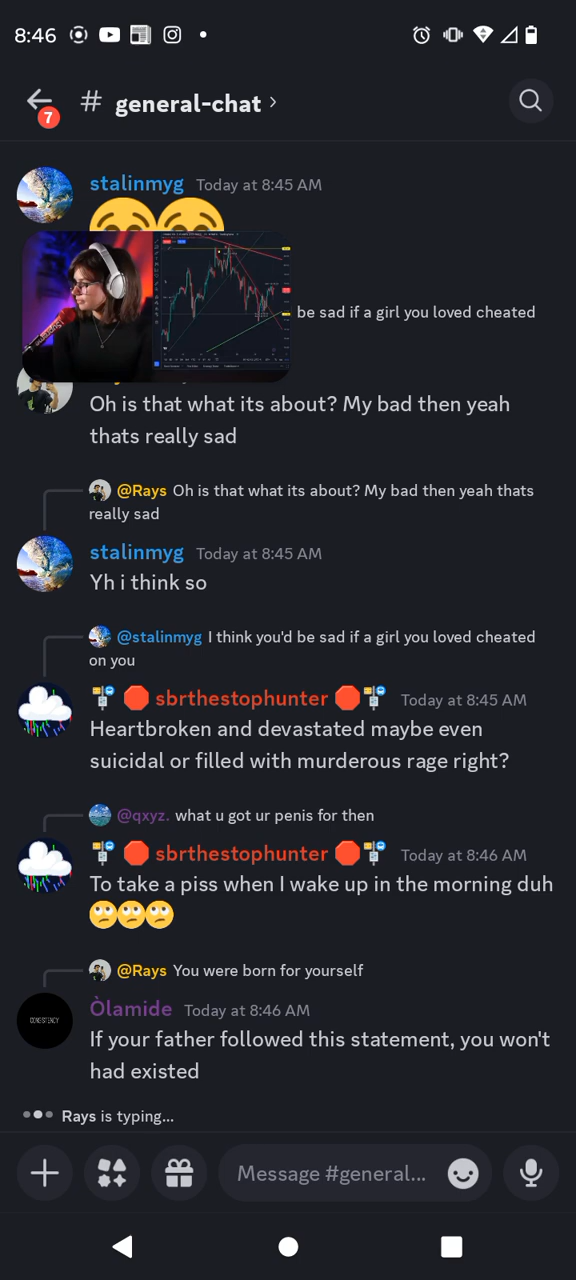 8:46
7
# general-chat ›
stalinmyg Today at 8:45 AM
be sad if a girl you loved cheated
Oh is that what its about? My bad then yeah
thats really sad
@Rays Oh is that what its about? My bad then yeah thats
really sad
stalinmyg Today at 8:45 AM
Yh i think so
@stalinmyg I think you'd be sad if a girl you loved cheated
on you
sbrthestophunter Today at 8:45 AM
Heartbroken and devastated maybe even
suicidal or filled with murderous rage right?
@qxyz. what u got ur penis for then
sbrthestophunter Today at 8:46 AM
To take a piss when I wake up in the morning duh
🙄🙄🙄
@Rays You were born for yourself
CONSISTENCY
Òlamide Today at 8:46 AM
If your father followed this statement, you won't
had existed
Rays is typing...
Message #general...